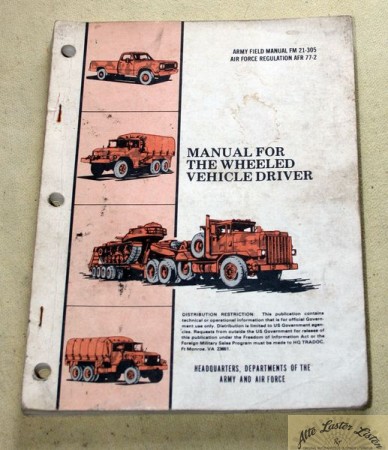 ARMY FIELD MANUAL FM 21-305
AIR FORCE REGULATION AFR 77-2
MANUAL FOR
THE WHEELED
VEHICLE DRIVER
DISTRIBUTION RESTRICTION: This publication contains
technical or operational information that is for official Govern-
ment use only. Distribution is limited to US Government agen-
cies. Requests from outside the US Government for release of
this publication under the Freedom of Information Act or the
Foreign Military Sales Program must be made to HQ TRADOC,
Ft Monroe, VA 23651.
HEADQUARTERS, DEPARTMENTS OF THE
ARMY AND AIR FORCE
Alte Laster Listen